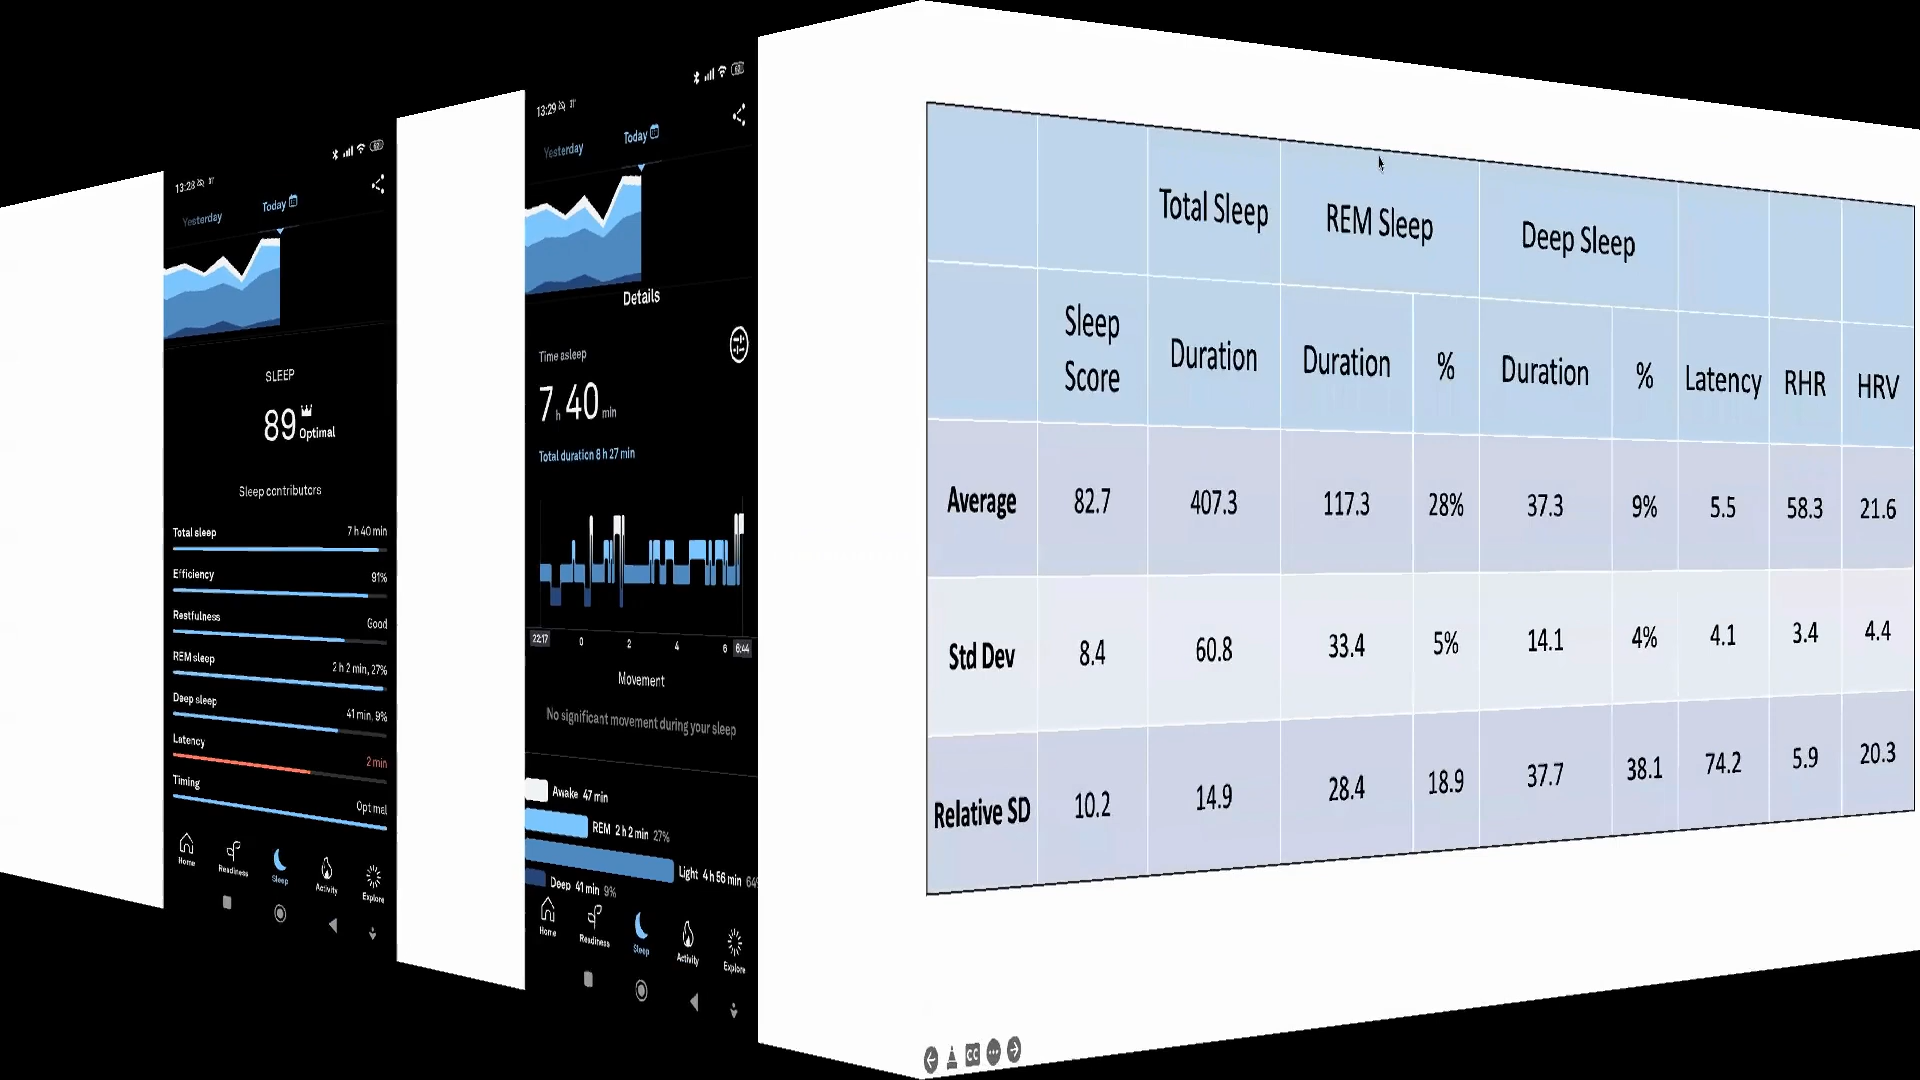 13:28
Yesterday
Today
SLEEP
89
Optimal
Sleep contributors
Total sleep 7 h 40 min
Efficiency 91%
Restfulness Good
REM sleep 2 h 2 min, 27%
Deep sleep 41 min, 9%
Latency 2 min
Timing Optimal
Home Readiness Sleep Activity Explore
13:29
Yesterday
Today
Details
Time asleep
7 h 40 min
Total duration 8 h 27 min
22:17 0 2 4 6 6:44
Movement
No significant movement during your sleep
Awake 47 min
REM 2 h 2 min 27%
Light 4 h 56 min
Deep 41 min 9%
Home Readiness Sleep Activity Explore
Total Sleep REM Sleep Deep Sleep
Sleep Score Duration Duration % Duration % Latency RHR HRV
Average 82.7 407.3 117.3 28% 37.3 9% 5.5 58.3 21.6
Std Dev 8.4 60.8 33.4 5% 14.1 4% 4.1 3.4 4.4
Relative SD 10.2 14.9 28.4 18.9 37.7 38.1 74.2 5.9 20.3
CC